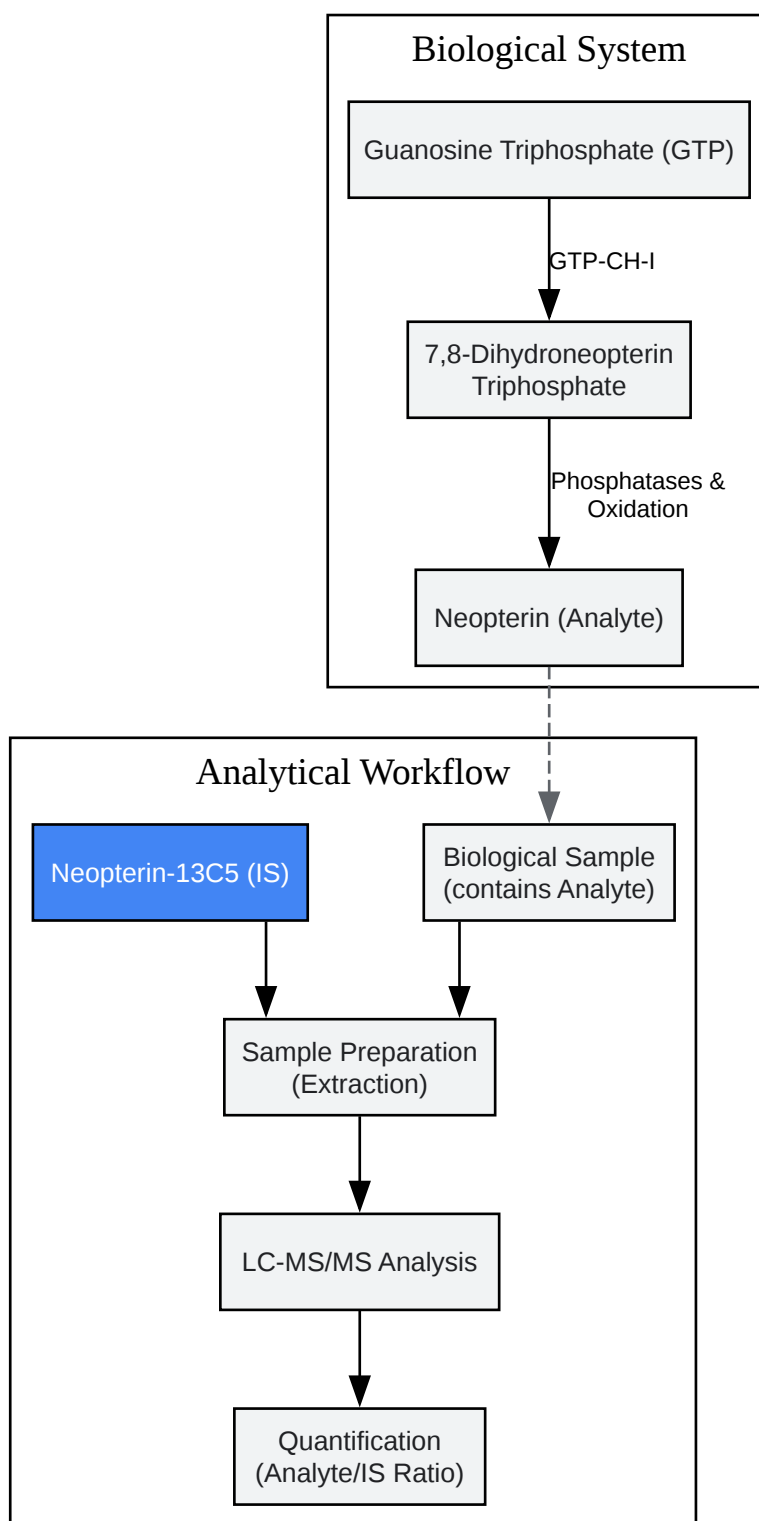 Biological System
Guanosine Triphosphate (GTP)
GTP-CH-I
7,8-Dihydroneopterin
Triphosphate
Phosphatases &
Oxidation
Neopterin (Analyte)
Analytical Workflow
Neopterin-13C5 (IS)
Biological Sample
(contains Analyte)
Sample Preparation
(Extraction)
LC-MS/MS Analysis
Quantification
(Analyte/IS Ratio)